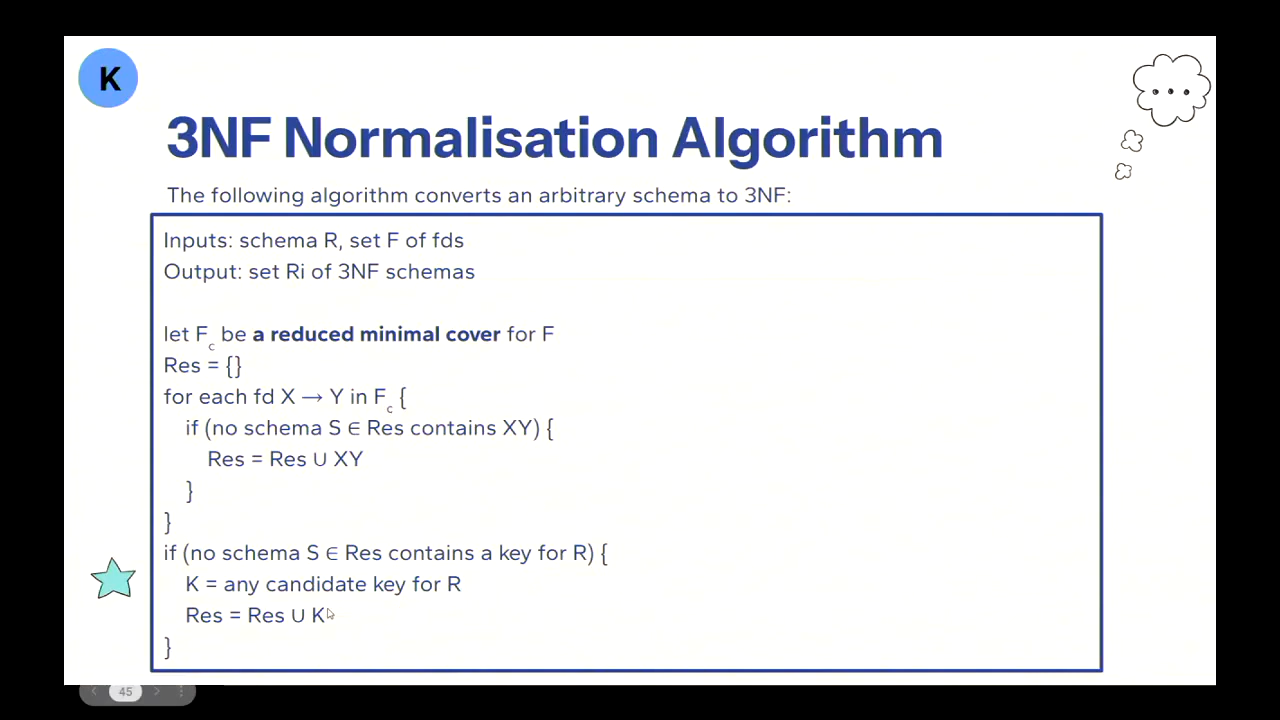 K
3NF Normalisation Algorithm
The following algorithm converts an arbitrary schema to 3NF:
Inputs: schema R, set F of fds
Output: set Ri of 3NF schemas
let Fc be a reduced minimal cover for F
Res = {}
for each fd X → Y in Fc {
if (no schema S ∈ Res contains XY) {
Res = Res ∪ XY
}
}
if (no schema S ∈ Res contains a key for R) {
K = any candidate key for R
Res = Res ∪ K
}
45